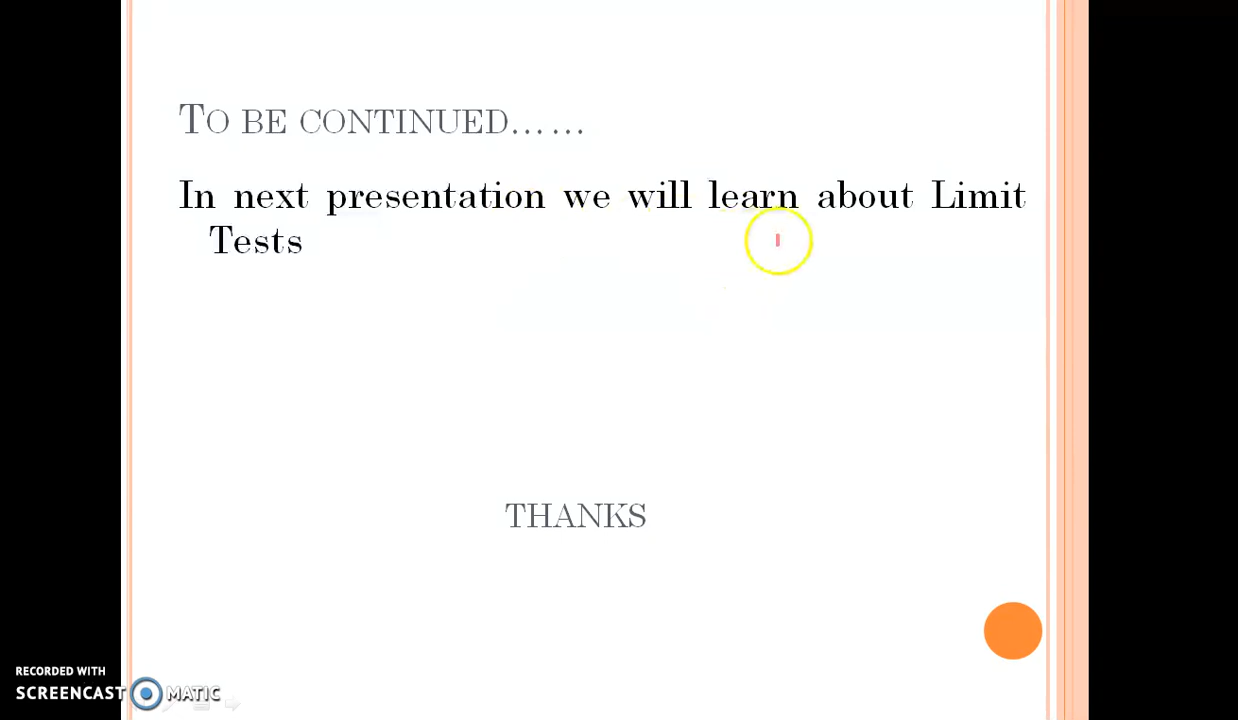 TO BE CONTINUED……
In next presentation we will learn about Limit
Tests
THANKS
RECORDED WITH
SCREENCAST MATIC